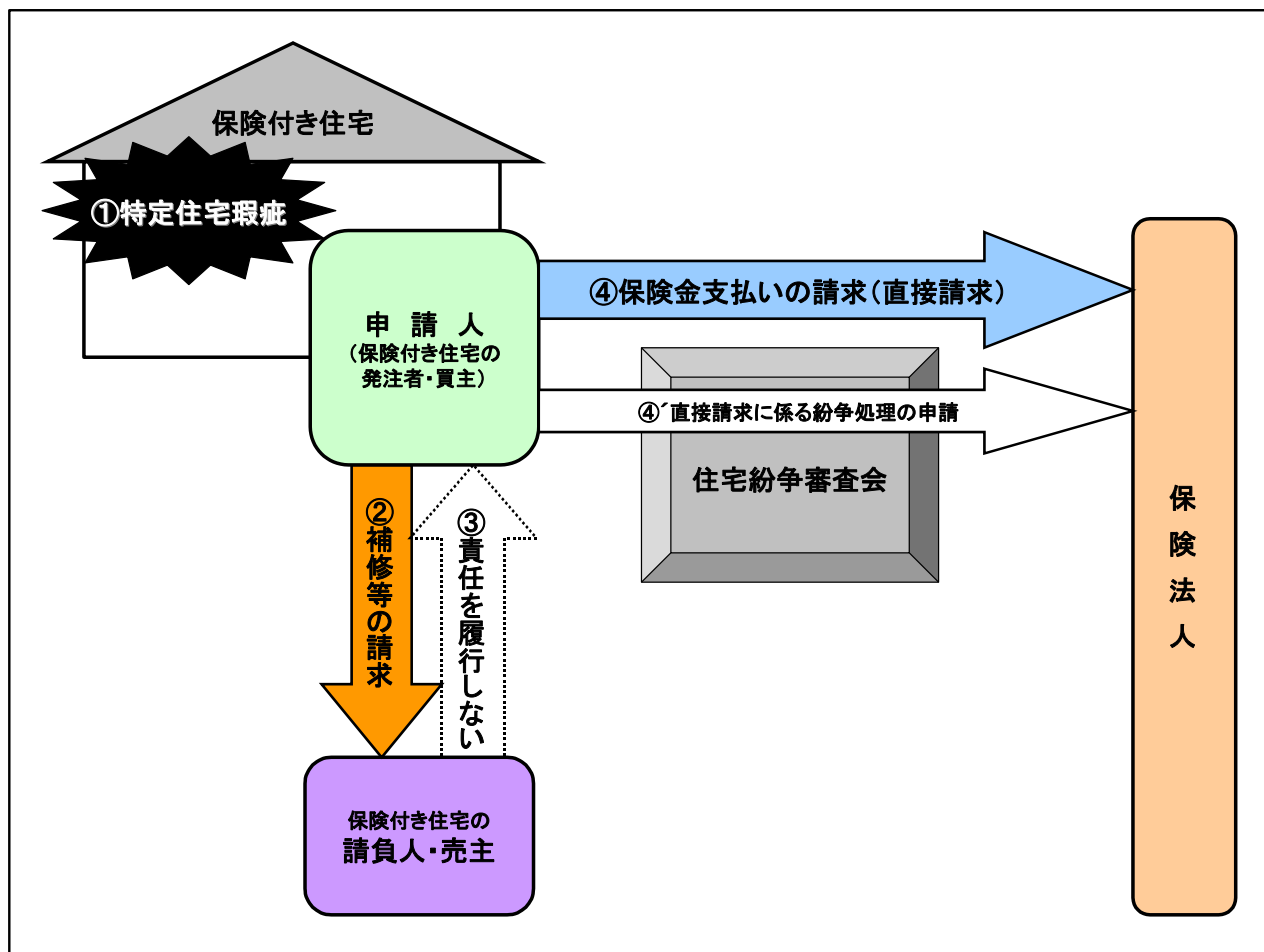 保険付き住宅
①特定住宅瑕疵
申 請 人
（保険付き住宅の
発注者・買主）
④保険金支払いの請求（直接請求）
④´直接請求に係る紛争処理の申請
住宅紛争審査会
②補修等の請求
③責任を履行しない
保険付き住宅の
請負人・売主
保険法人